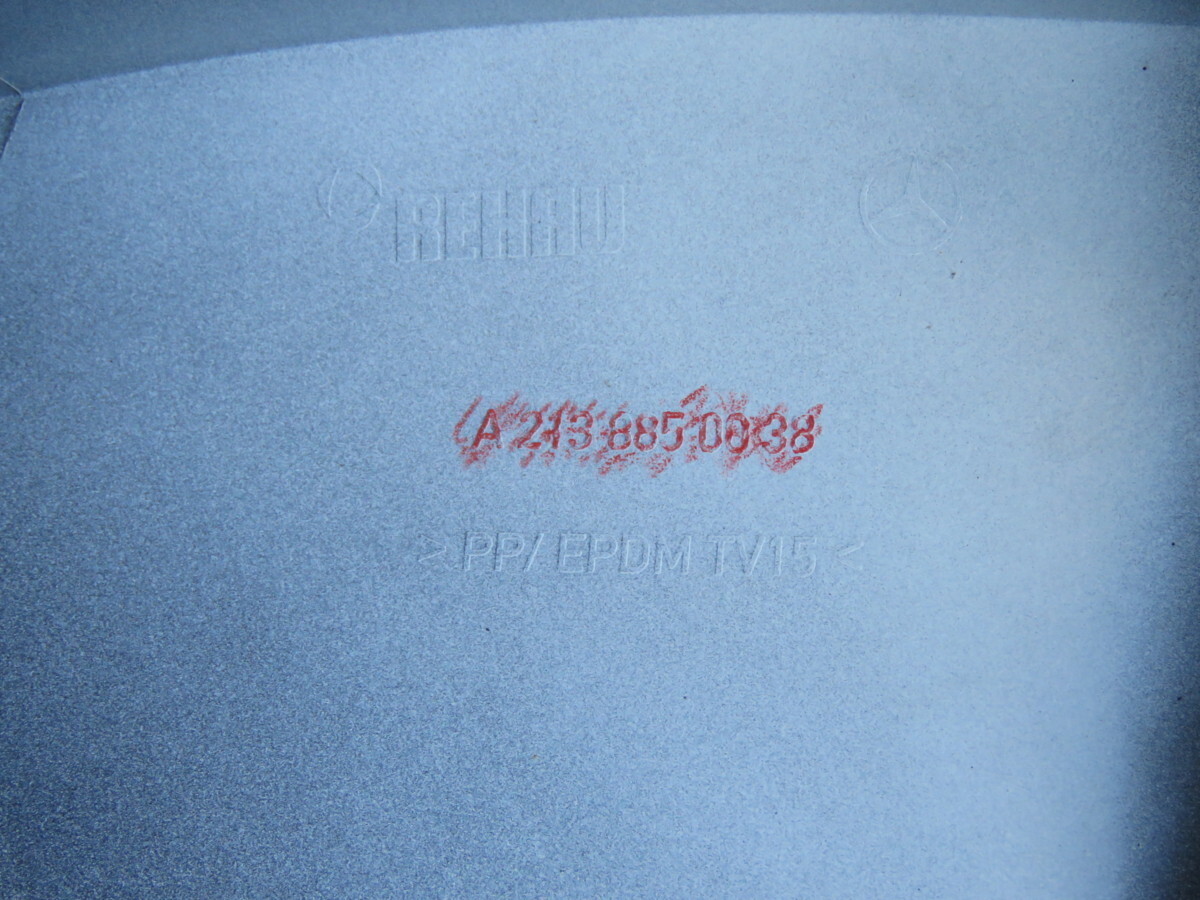 REHAU
A 213 885 00 38
> PP/ EPDM TV15 <